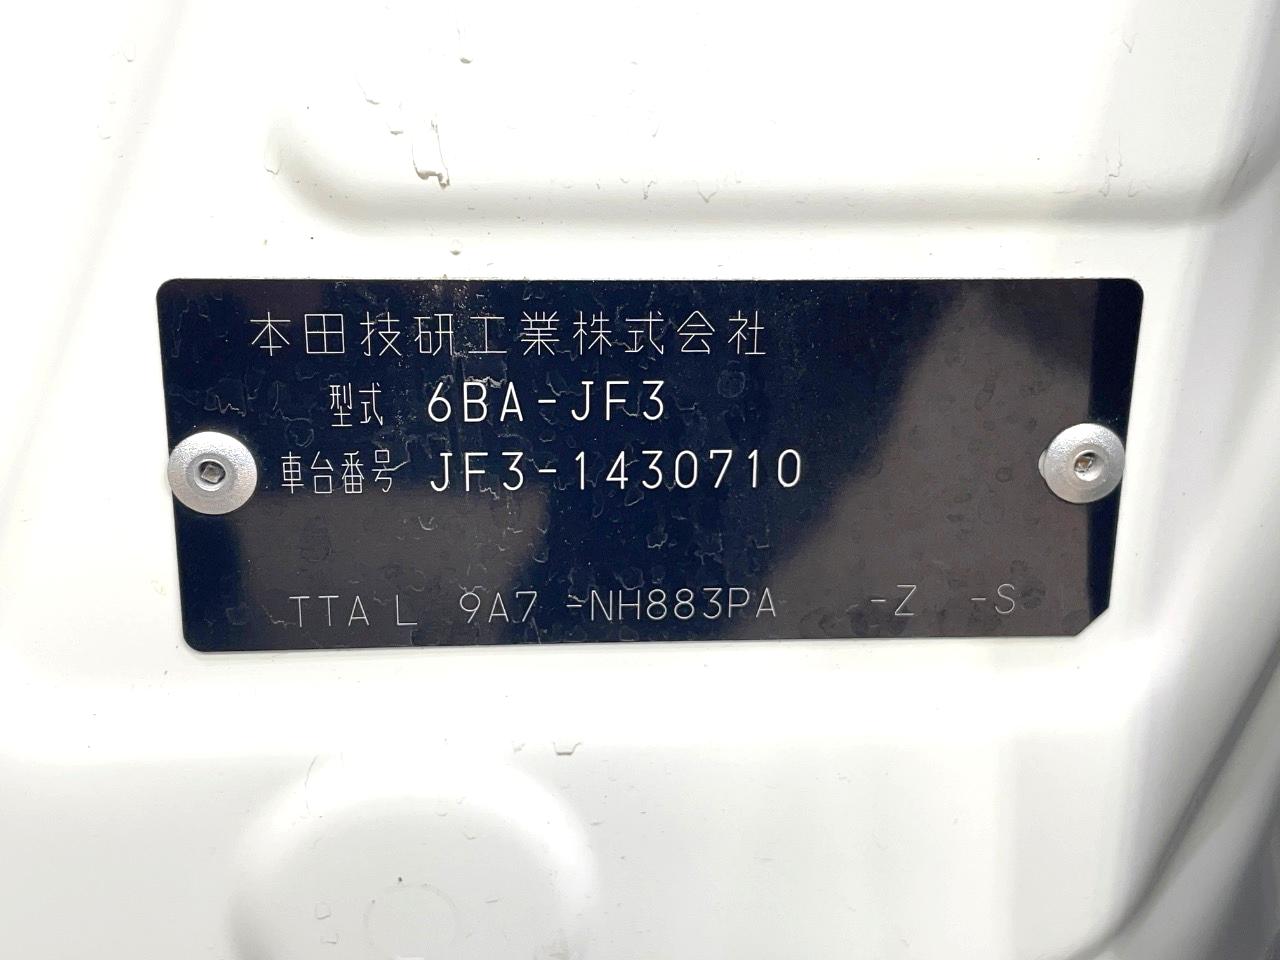 本田技研工業株式会社
型式 6BA-JF3
車台番号 JF3-1430710
TTA L 9A7 -NH883PA -Z -S